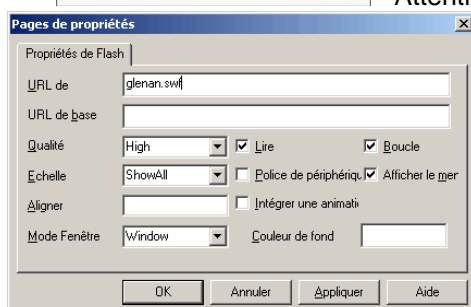 Attenti
Pages de propriétés
Propriétés de Flash
URL de glenan.swf
URL de base
Qualité High Lire Boucle
Echelle ShowAll Police de périphériqu Afficher le mer
Aligner Intégrer une animati
Mode Fenêtre Window Couleur de fond
OK Annuler Appliquer Aide